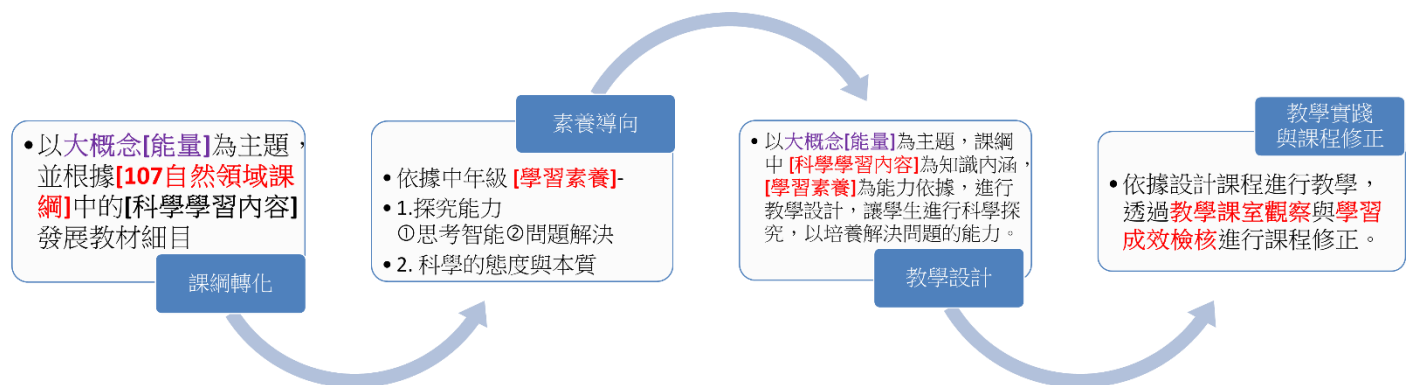 •以大概念[能量]為主題，
並根據[107自然領域課
綱]中的[科學學習內容]
發展教材細目
課綱轉化
素養導向
•依據中年級 [學習素養]-
•1.探究能力
①思考智能②問題解決
•2. 科學的態度與本質
•以大概念[能量]為主題，課綱
中 [科學學習內容]為知識內涵，
[學習素養]為能力依據，進行
教學設計，讓學生進行科學探
究，以培養解決問題的能力。
教學設計
教學實踐
與課程修正
•依據設計課程進行教學，
透過教學課室觀察與學習
成效檢核進行課程修正。